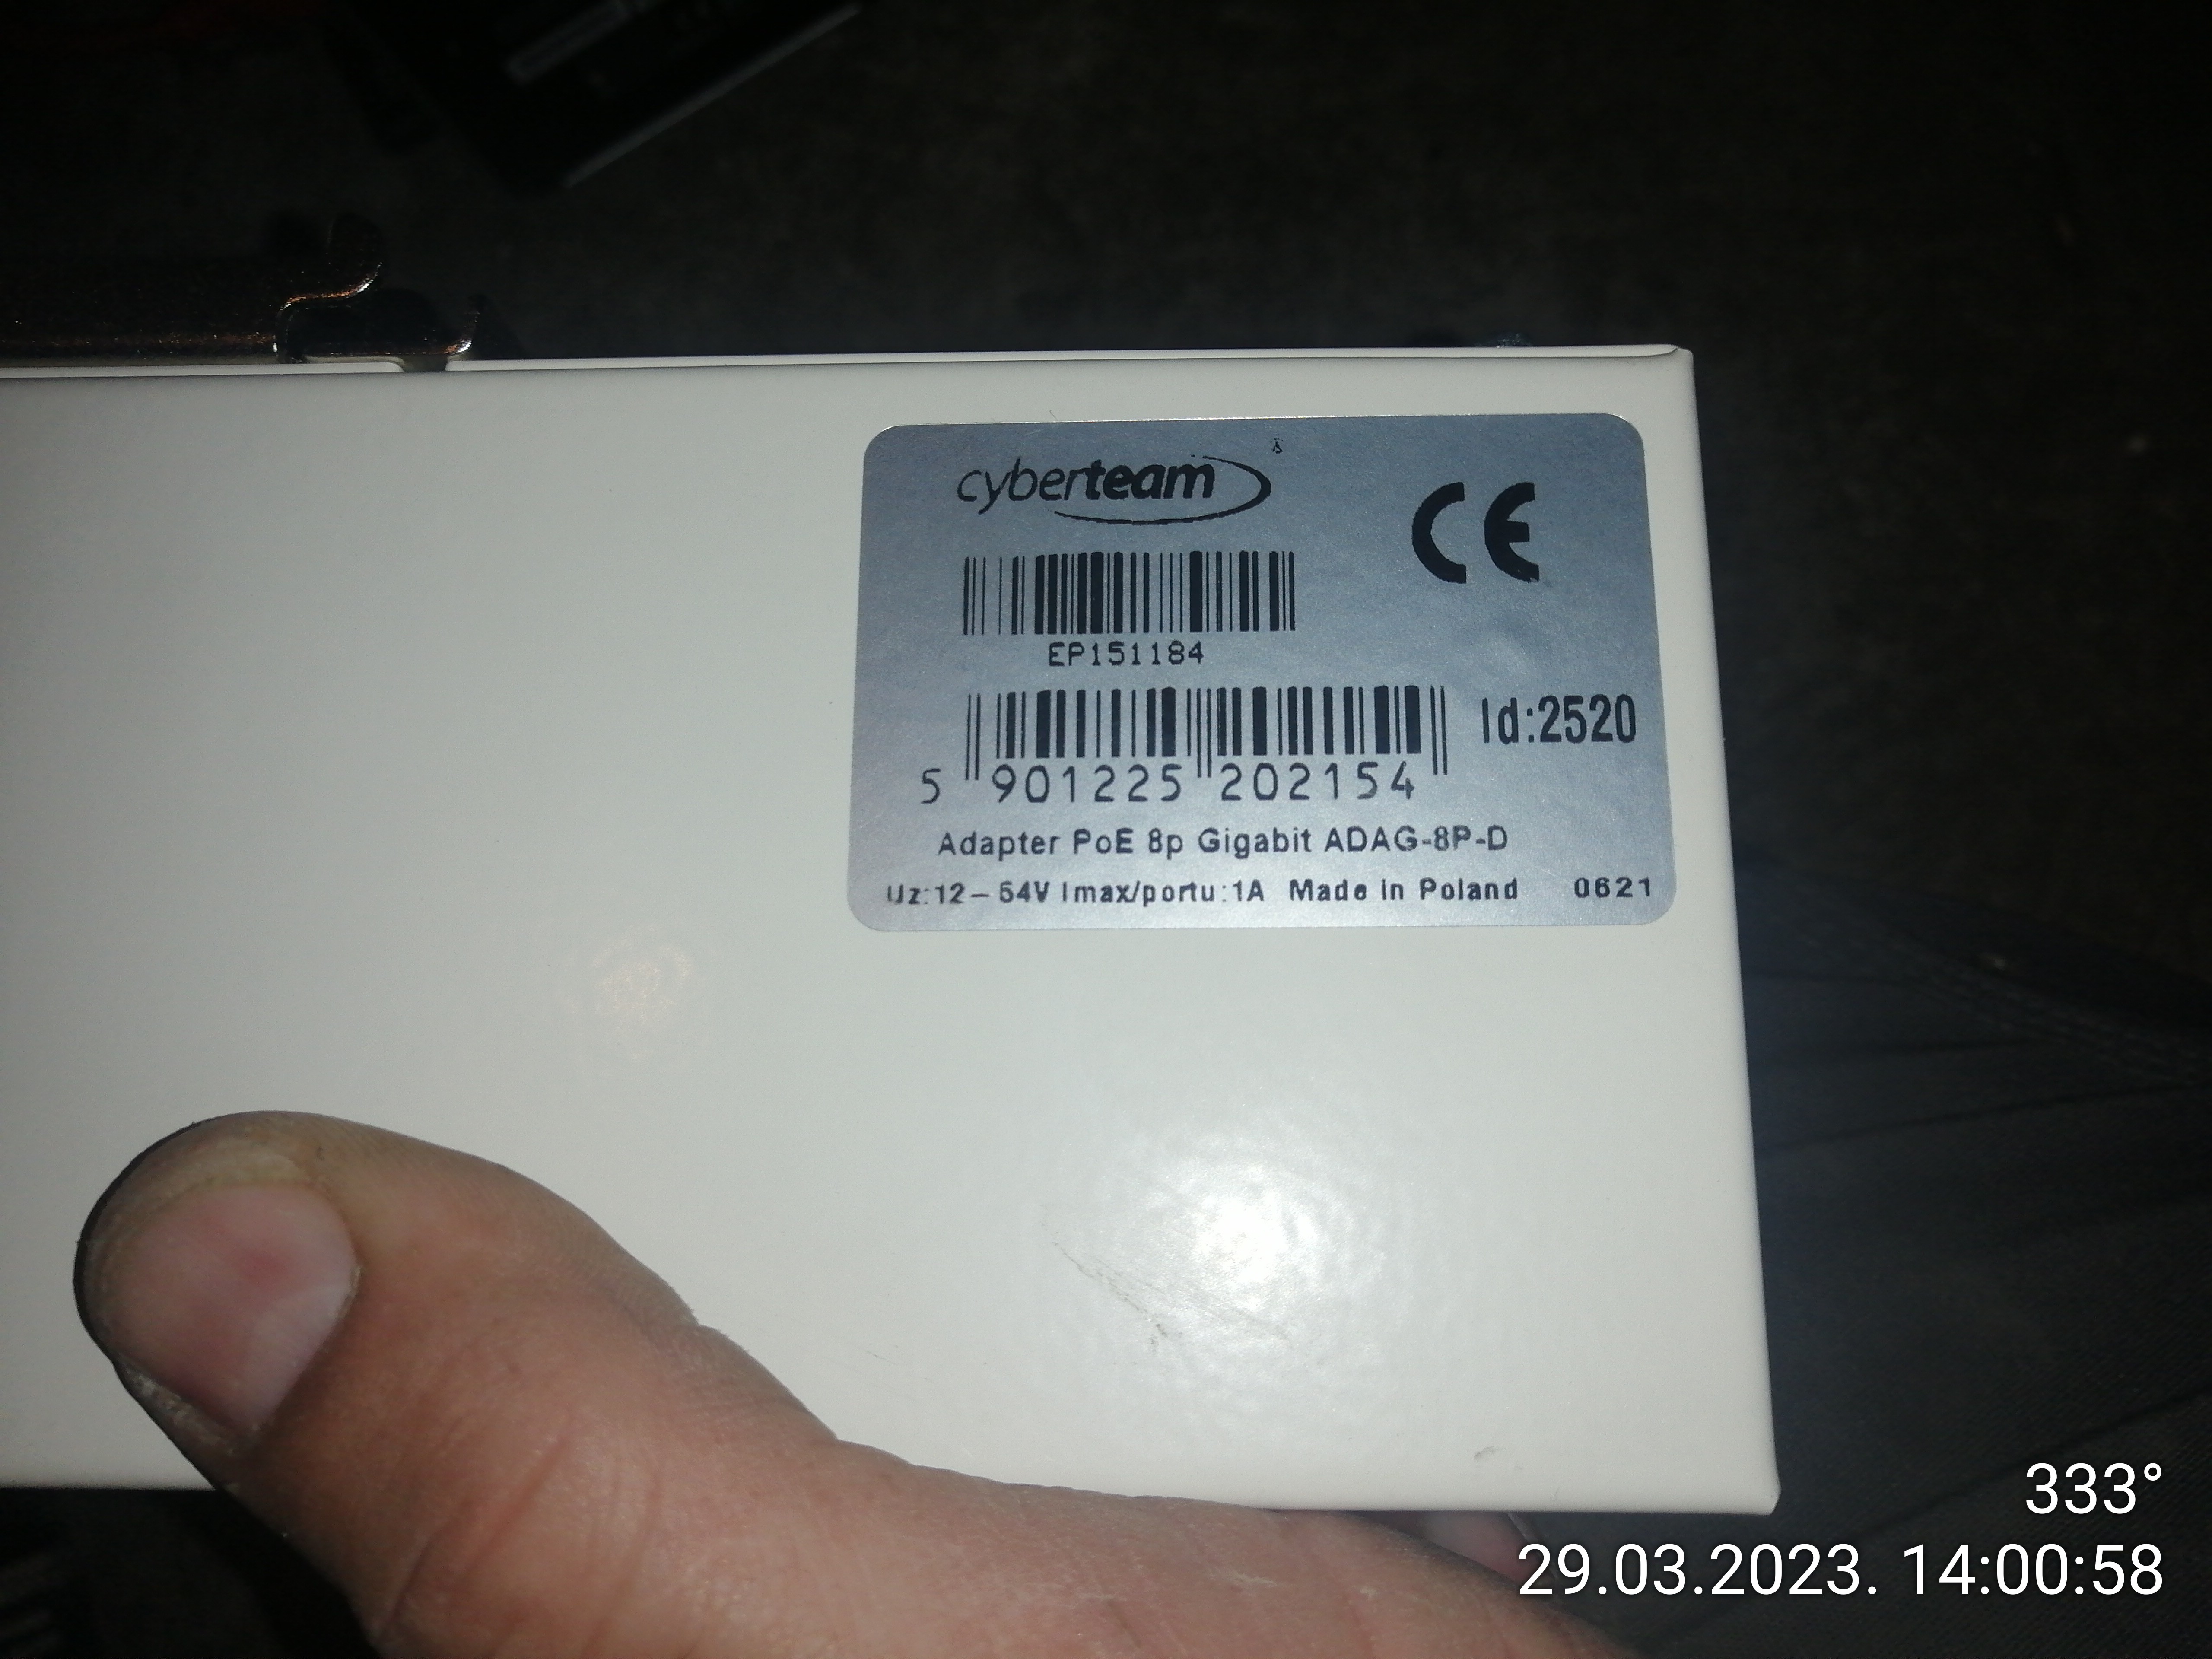 cyberteam
CE
EP151184
5 901225 202154
Id:2520
Adapter PoE 8p Gigabit ADAG-8P-D
Uz:12-54V Imax/portu:1A Made in Poland 0621
333°
29.03.2023. 14:00:58